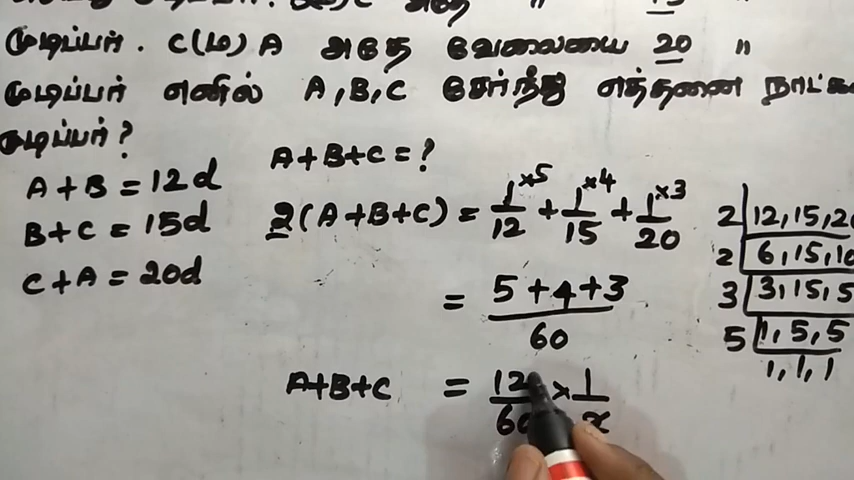 முடிப்பர். C(ம) A அதே வேலையை 20 "
முடிப்பர் எனில் A, B, C சேர்ந்து எத்தனை
முடிப்பர்?
A+B+C = ?
A+B = 12d
B+C = 15d
C+A = 20d
2(A+B+C) = 1/12 ×5 + 1/15 ×4 + 1/20 ×3
= 5+4+3 / 60
A+B+C = 12/60 × 1/x
2 | 12, 15, 20
2 | 6, 15, 10
3 | 3, 15, 5
5 | 1, 5, 5
1, 1, 1